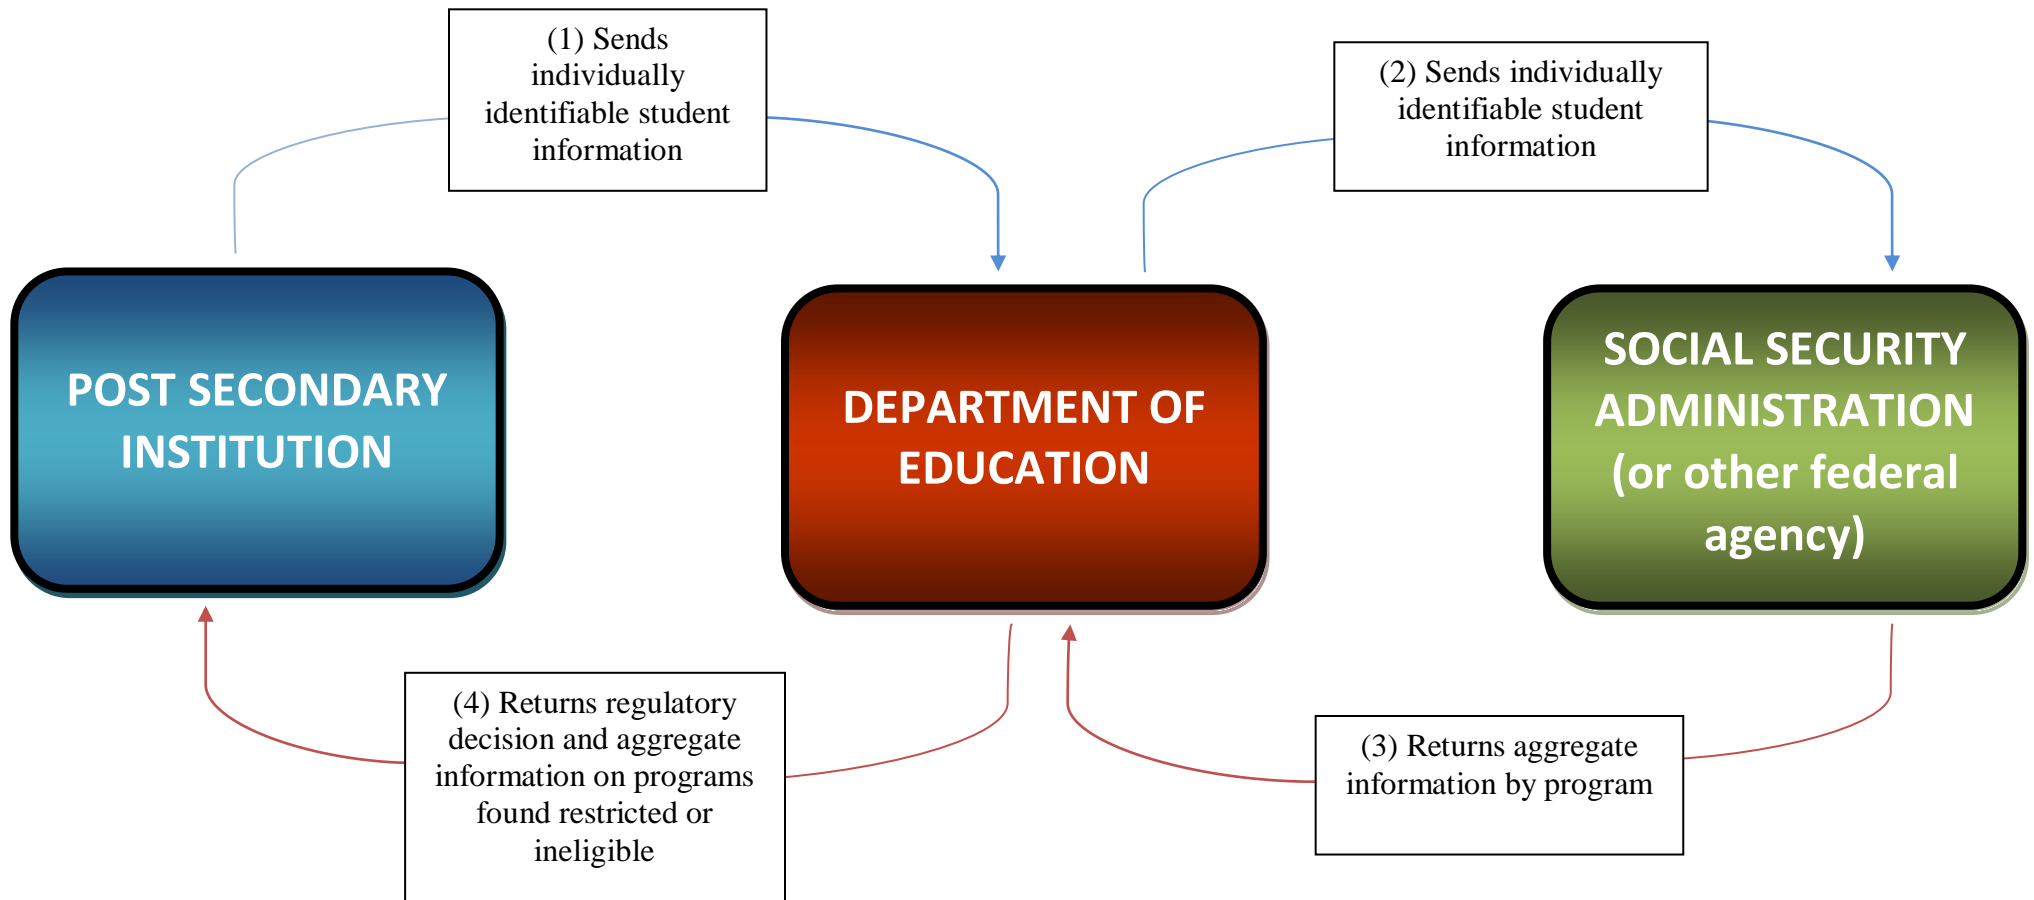 (1) Sends
individually
identifiable student
information
(2) Sends individually
identifiable student
information
POST SECONDARY
INSTITUTION
DEPARTMENT OF
EDUCATION
SOCIAL SECURITY
ADMINISTRATION
(or other federal
agency)
(4) Returns regulatory
decision and aggregate
information on programs
found restricted or
ineligible
(3) Returns aggregate
information by program